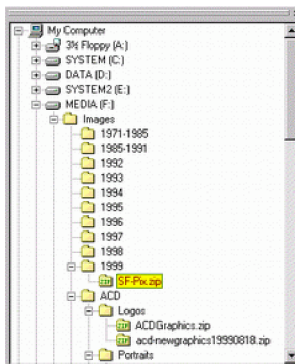 My Computer
3½ Floppy (A:)
SYSTEM (C:)
DATA (D:)
SYSTEM2 (E:)
MEDIA (F:)
Images
1971-1985
1985-1991
1992
1993
1994
1995
1996
1997
1998
1999
SF-Pix.zip
ACD
Logos
ACDGraphics.zip
acd-newgraphics19990818.zip
Portraits